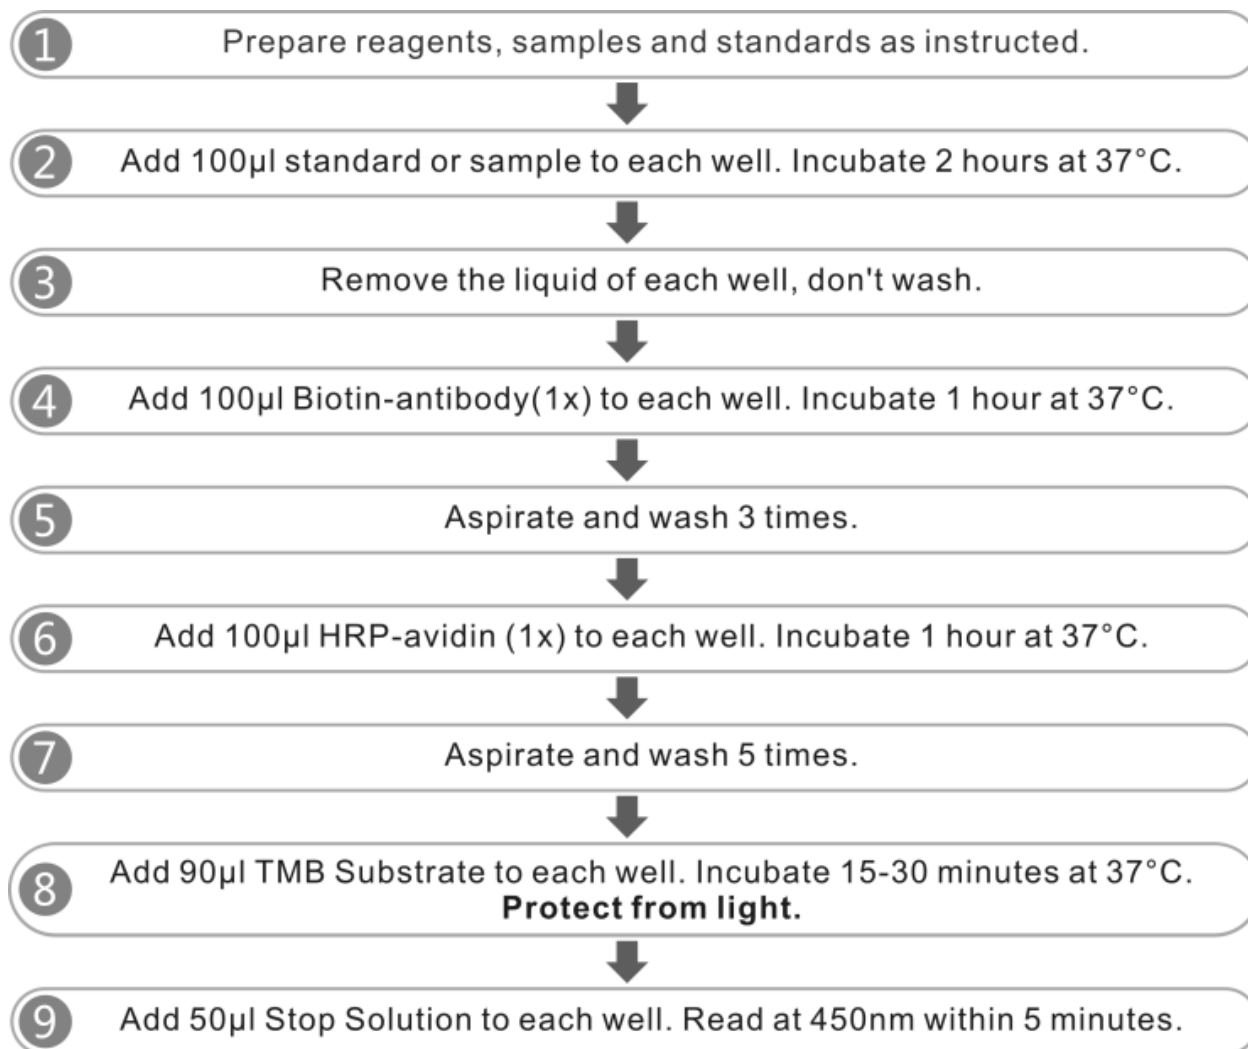 1 Prepare reagents, samples and standards as instructed.
2 Add 100µl standard or sample to each well. Incubate 2 hours at 37°C.
3 Remove the liquid of each well, don't wash.
4 Add 100µl Biotin-antibody(1x) to each well. Incubate 1 hour at 37°C.
5 Aspirate and wash 3 times.
6 Add 100µl HRP-avidin (1x) to each well. Incubate 1 hour at 37°C.
7 Aspirate and wash 5 times.
8 Add 90µl TMB Substrate to each well. Incubate 15-30 minutes at 37°C.
Protect from light.
9 Add 50µl Stop Solution to each well. Read at 450nm within 5 minutes.